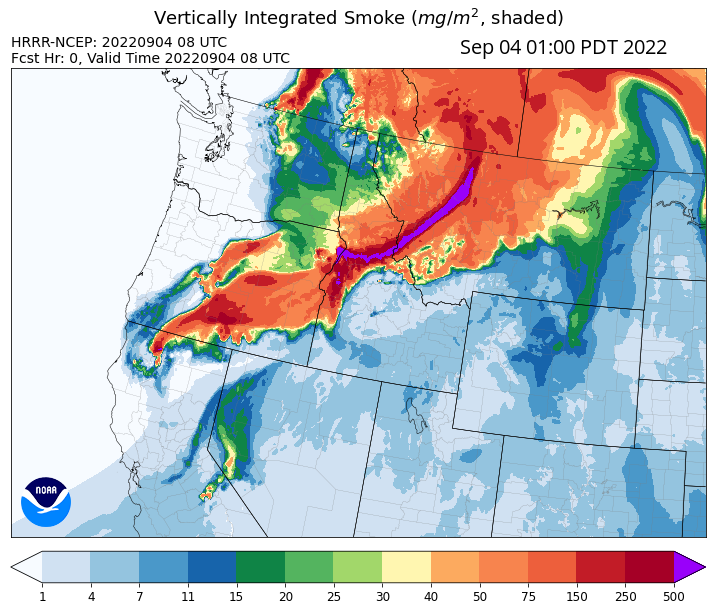 Vertically Integrated Smoke (mg/m², shaded)
HRRR-NCEP: 20220904 08 UTC
Fcst Hr: 0, Valid Time 20220904 08 UTC
Sep 04 01:00 PDT 2022
NOAA
1 4 7 11 15 20 25 30 40 50 75 150 250 500